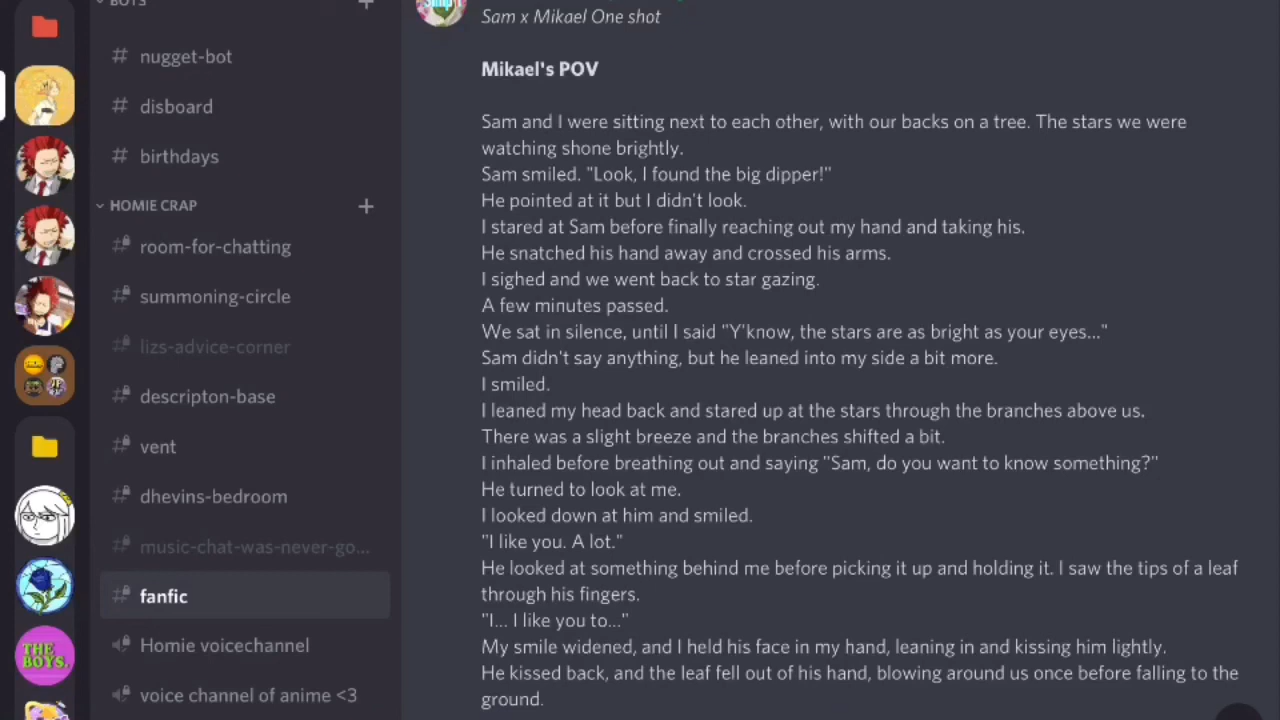 BOTS
nugget-bot
disboard
birthdays
HOMIE CRAP
room-for-chatting
summoning-circle
lizs-advice-corner
descripton-base
vent
dhevins-bedroom
music-chat-was-never-go...
fanfic
Homie voicechannel
voice channel of anime <3
THE
BOYS.
Sam x Mikael One shot
Mikael's POV
Sam and I were sitting next to each other, with our backs on a tree. The stars we were
watching shone brightly.
Sam smiled. "Look, I found the big dipper!"
He pointed at it but I didn't look.
I stared at Sam before finally reaching out my hand and taking his.
He snatched his hand away and crossed his arms.
I sighed and we went back to star gazing.
A few minutes passed.
We sat in silence, until I said "Y'know, the stars are as bright as your eyes..."
Sam didn't say anything, but he leaned into my side a bit more.
I smiled.
I leaned my head back and stared up at the stars through the branches above us.
There was a slight breeze and the branches shifted a bit.
I inhaled before breathing out and saying "Sam, do you want to know something?"
He turned to look at me.
I looked down at him and smiled.
"I like you. A lot."
He looked at something behind me before picking it up and holding it. I saw the tips of a leaf
through his fingers.
"I... I like you to..."
My smile widened, and I held his face in my hand, leaning in and kissing him lightly.
He kissed back, and the leaf fell out of his hand, blowing around us once before falling to the
ground.